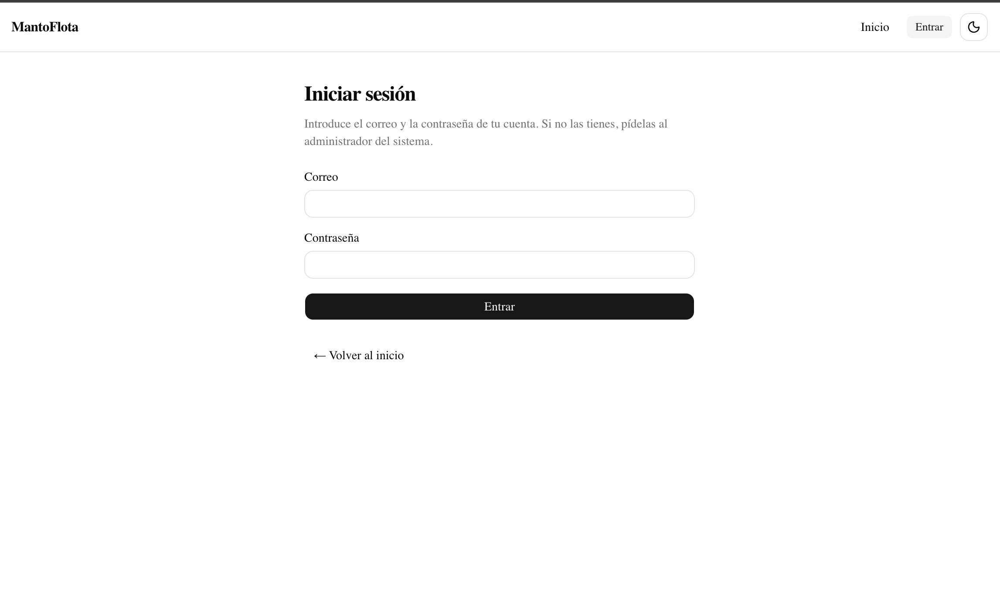 MantoFlota
Inicio
Entrar
Iniciar sesión
Introduce el correo y la contraseña de tu cuenta. Si no las tienes, pídelas al
administrador del sistema.
Correo
Contraseña
Entrar
← Volver al inicio